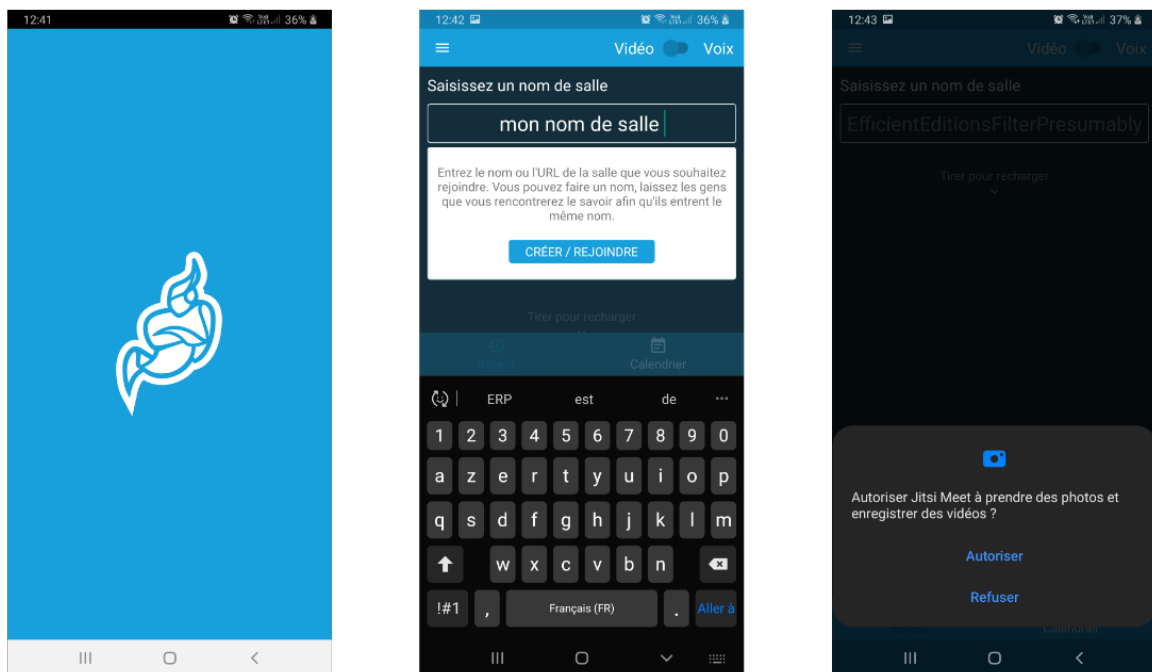 12:41
36%
12:42
36%
Vidéo Voix
Saisissez un nom de salle
mon nom de salle
Entrez le nom ou l'URL de la salle que vous souhaitez
rejoindre. Vous pouvez faire un nom, laissez les gens
que vous rencontrerez le savoir afin qu'ils entrent le
même nom.
CRÉER / REJOINDRE
Tirer pour recharger
Calendrier
ERP est de ...
1 2 3 4 5 6 7 8 9 0
a z e r t y u i o p
q s d f g h j k l m
w x c v b n
!#1 , Français (FR) . Aller à
12:43
37%
Vidéo Voix
Saisissez un nom de salle
EfficientEditionsFilterPresumably
Tirer pour recharger
Autoriser Jitsi Meet à prendre des photos et
enregistrer des vidéos ?
Autoriser
Refuser
Calendrier